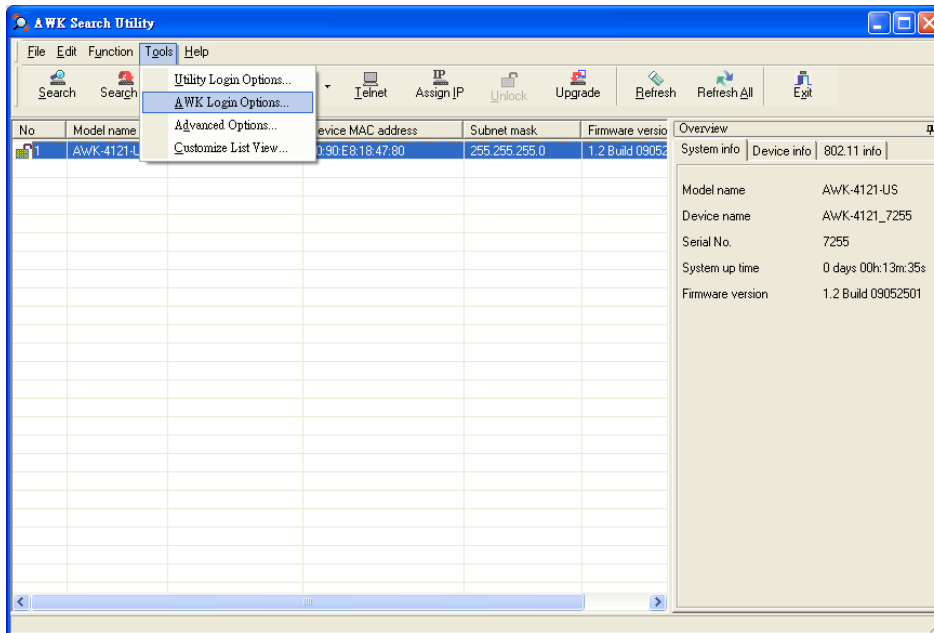 AWK Search Utility
File Edit Function Tools Help
Search Search Telnet Assign IP Unlock Upgrade Refresh Refresh All Exit
Utility Login Options...
AWK Login Options...
Advanced Options...
Customize List View...
No Model name evice MAC address Subnet mask Firmware versio
1 AWK-4121-U 0:90:E8:18:47:80 255.255.255.0 1.2 Build 09052
Overview
System info Device info 802.11 info
Model name AWK-4121-US
Device name AWK-4121_7255
Serial No. 7255
System up time 0 days 00h:13m:35s
Firmware version 1.2 Build 09052501